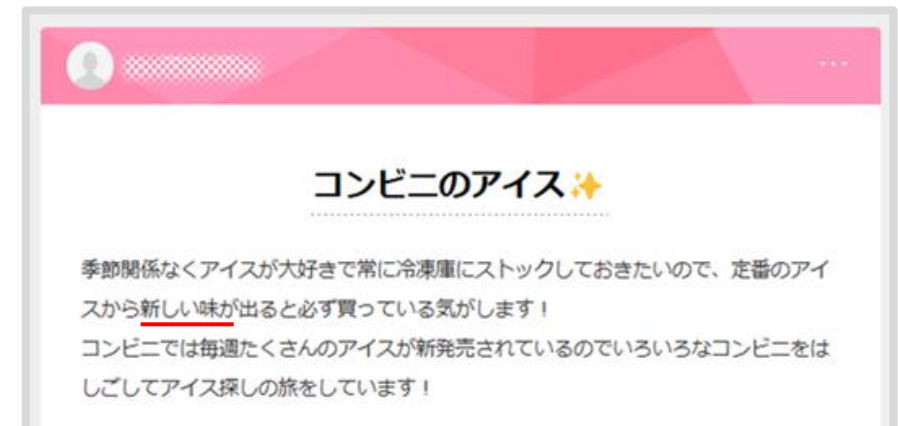 コンビニのアイス✨
季節関係なくアイスが大好きで常に冷凍庫にストックしておきたいので、定番のアイ
スから新しい味が出ると必ず買っている気がします！
コンビニでは毎週たくさんのアイスが新発売されているのでいろいろなコンビニをは
しごしてアイス探しの旅をしています！